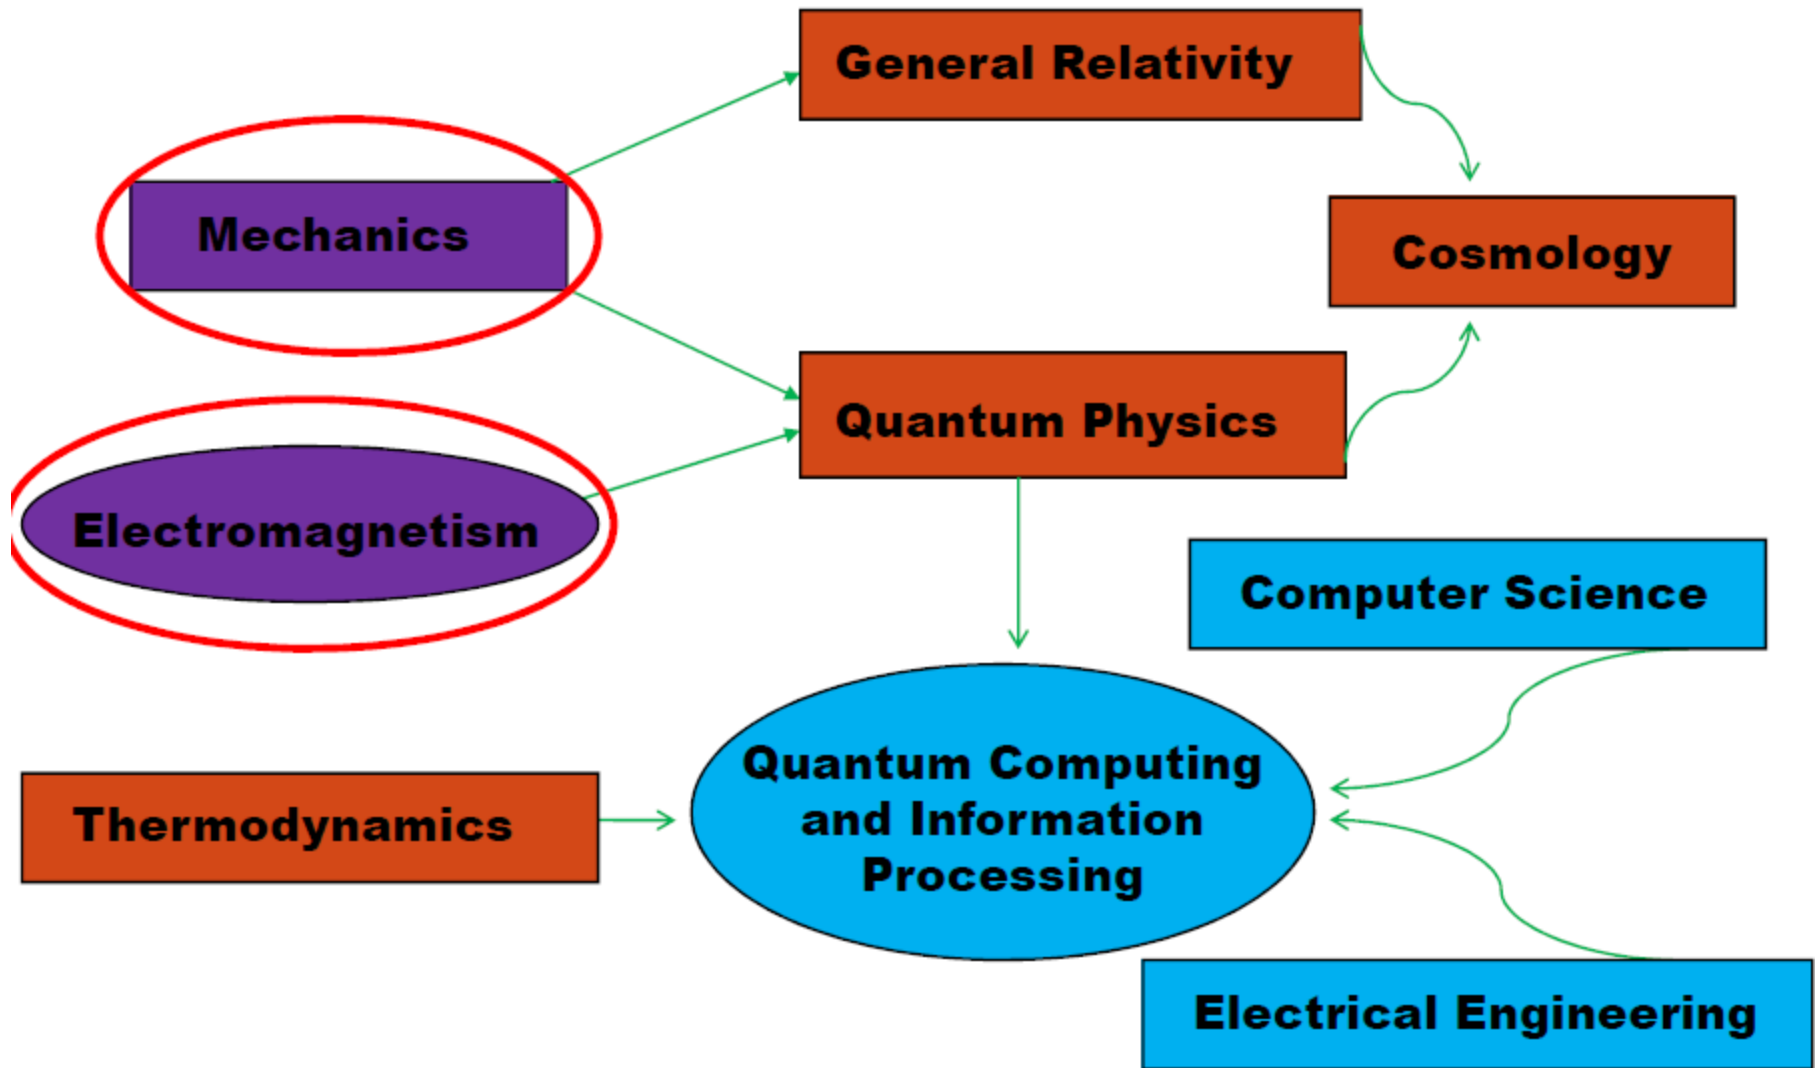 General Relativity
Mechanics
Cosmology
Quantum Physics
Electromagnetism
Computer Science
Quantum Computing
and Information
Processing
Thermodynamics
Electrical Engineering